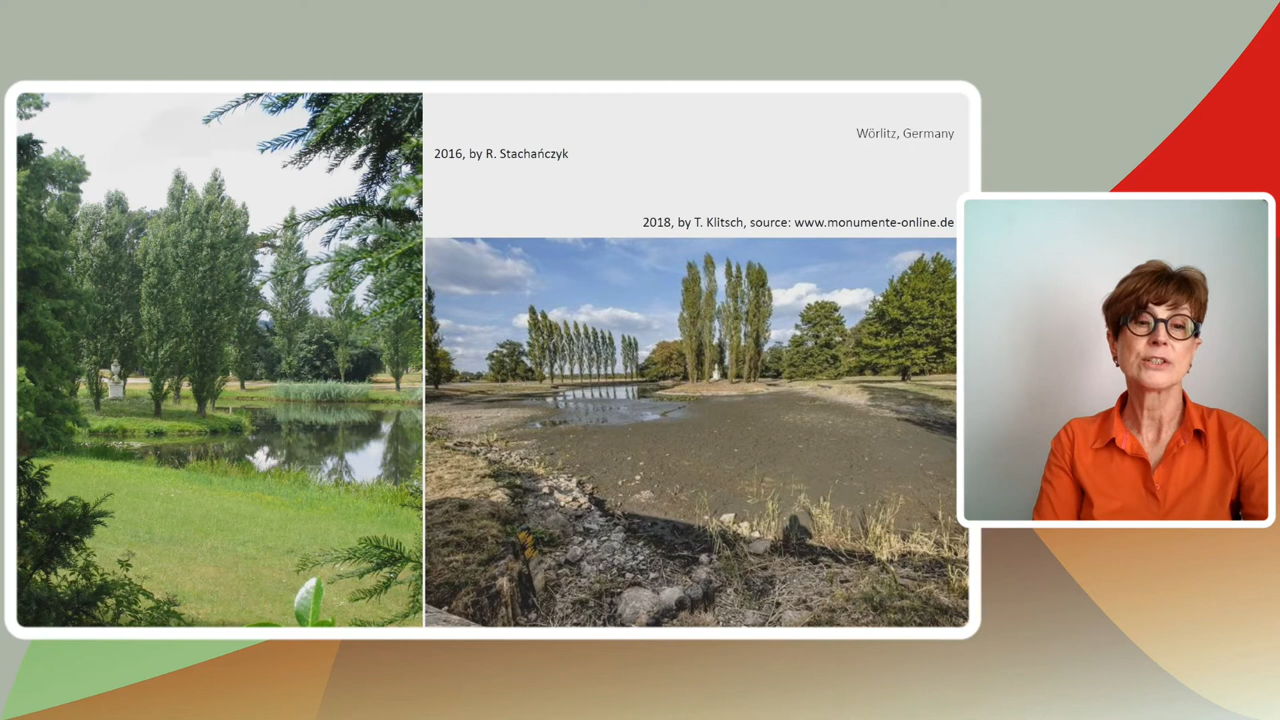 Wörlitz, Germany
2016, by R. Stachańczyk
2018, by T. Klitsch, source: www.monumente-online.de